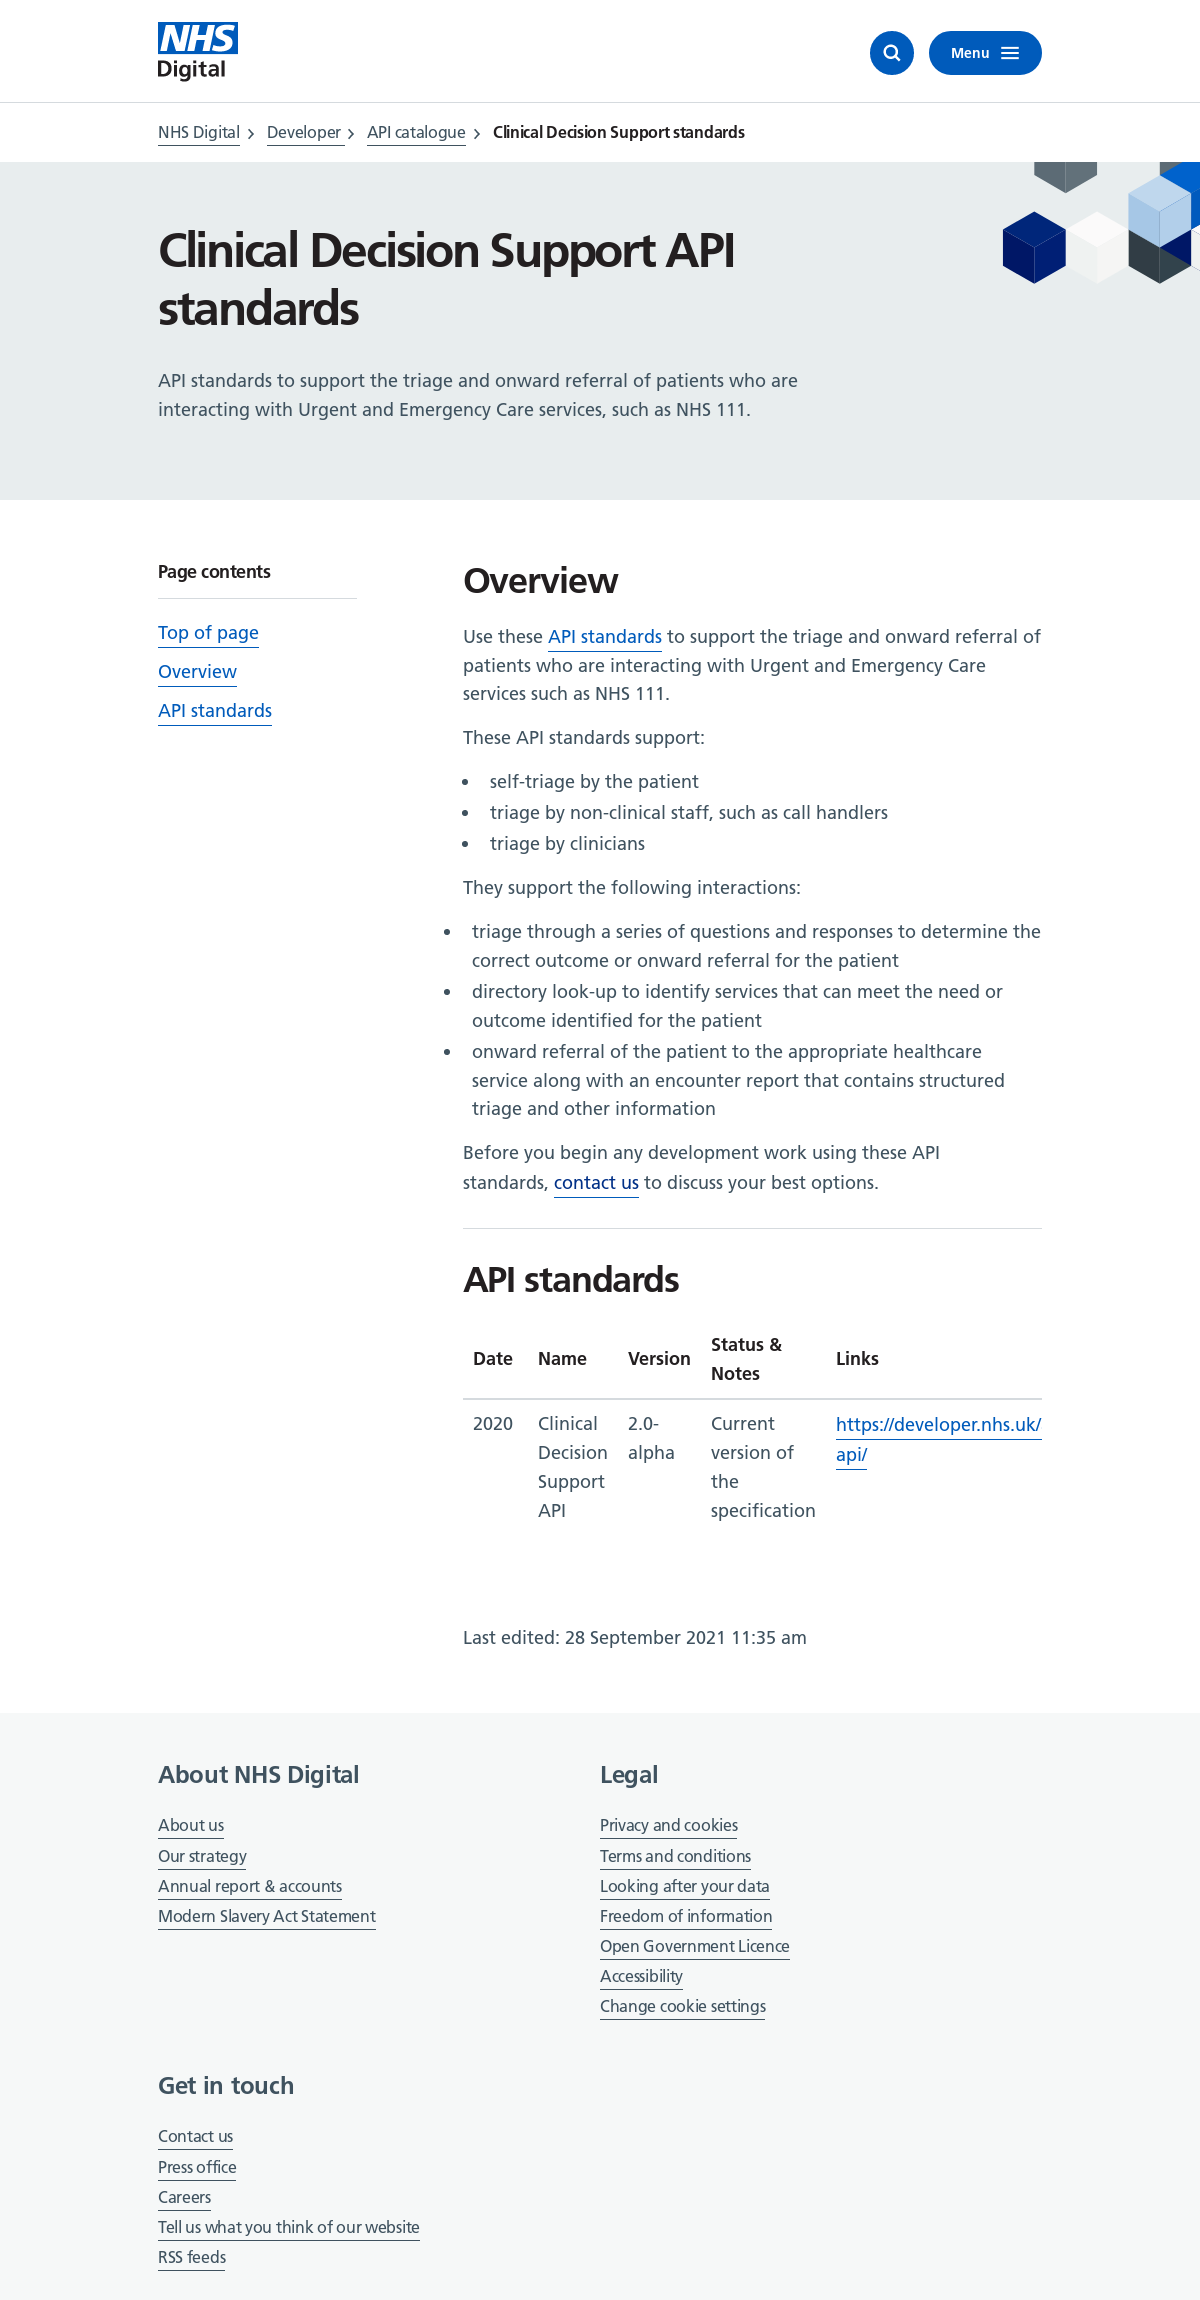 NHS
Digital
Menu
NHS Digital
Developer
API catalogue
Clinical Decision Support standards
Clinical Decision Support API
standards
API standards to support the triage and onward referral of patients who are
interacting with Urgent and Emergency Care services, such as NHS 111.
Page contents
Top of page
Overview
API standards
Overview
Use these API standards to support the triage and onward referral of
patients who are interacting with Urgent and Emergency Care
services such as NHS 111.
These API standards support:
self-triage by the patient
triage by non-clinical staff, such as call handlers
triage by clinicians
They support the following interactions:
triage through a series of questions and responses to determine the
correct outcome or onward referral for the patient
directory look-up to identify services that can meet the need or
outcome identified for the patient
onward referral of the patient to the appropriate healthcare
service along with an encounter report that contains structured
triage and other information
Before you begin any development work using these API
standards, contact us to discuss your best options.
API standards
Date
Name
Version
Status &
Notes
Links
2020
Clinical
Decision
Support
API
2.0-
alpha
Current
version of
the
specification
https://developer.nhs.uk/
api/
Last edited: 28 September 2021 11:35 am
About NHS Digital
About us
Our strategy
Annual report & accounts
Modern Slavery Act Statement
Legal
Privacy and cookies
Terms and conditions
Looking after your data
Freedom of information
Open Government Licence
Accessibility
Change cookie settings
Get in touch
Contact us
Press office
Careers
Tell us what you think of our website
RSS feeds